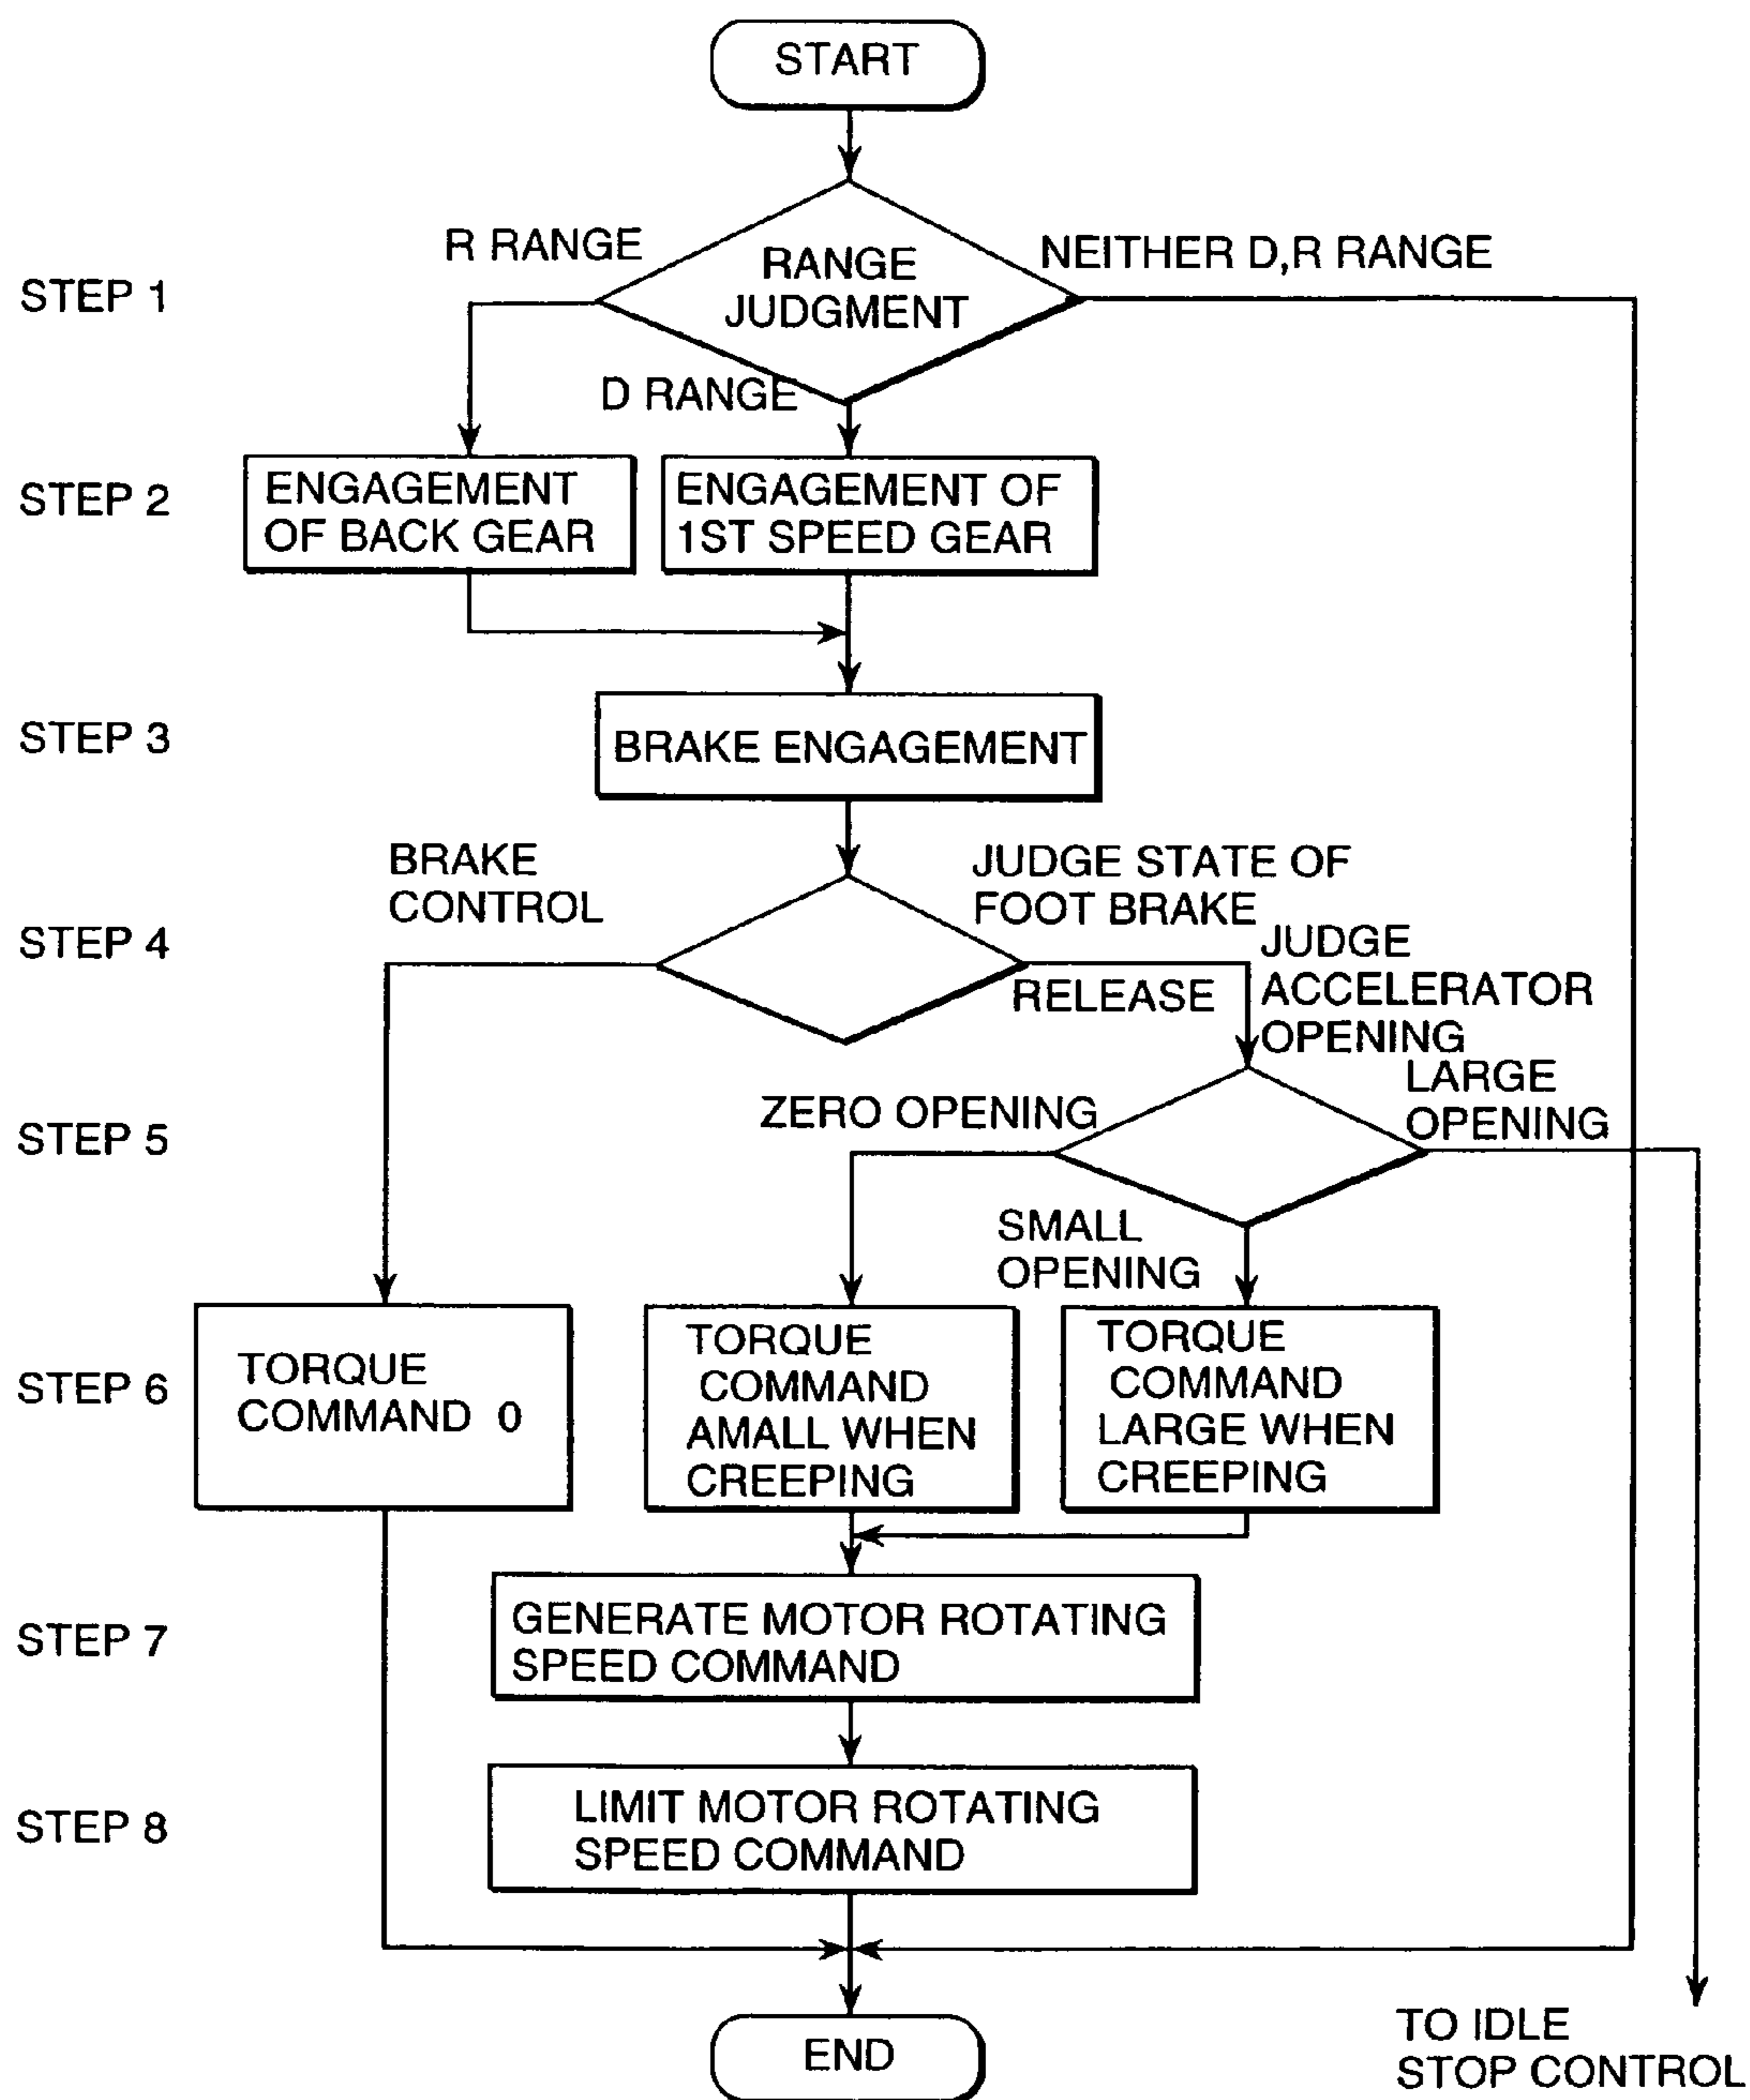 START
R RANGE
NEITHER D,R RANGE
STEP 1
RANGE
JUDGMENT
D RANGE
STEP 2
ENGAGEMENT
OF BACK GEAR
ENGAGEMENT OF
1ST SPEED GEAR
STEP 3
BRAKE ENGAGEMENT
BRAKE
CONTROL
JUDGE STATE OF
FOOT BRAKE
STEP 4
RELEASE
JUDGE
ACCELERATOR
OPENING
LARGE
OPENING
ZERO OPENING
STEP 5
SMALL
OPENING
STEP 6
TORQUE
COMMAND 0
TORQUE
COMMAND
AMALL WHEN
CREEPING
TORQUE
COMMAND
LARGE WHEN
CREEPING
STEP 7
GENERATE MOTOR ROTATING
SPEED COMMAND
STEP 8
LIMIT MOTOR ROTATING
SPEED COMMAND
END
TO IDLE
STOP CONTROL